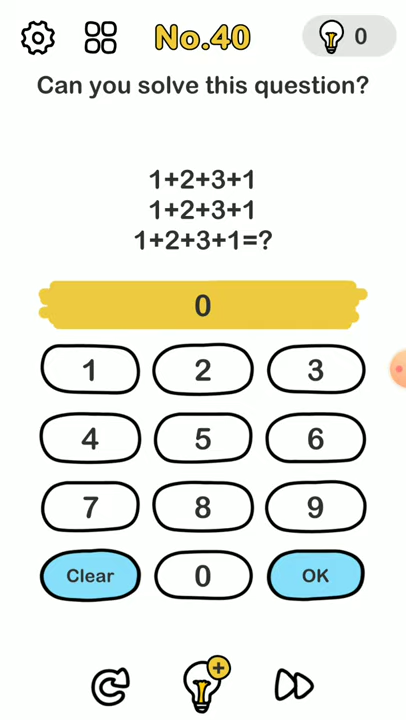 No.40
0
Can you solve this question?
1+2+3+1
1+2+3+1
1+2+3+1=?
0
1 2 3
4 5 6
7 8 9
Clear 0 OK